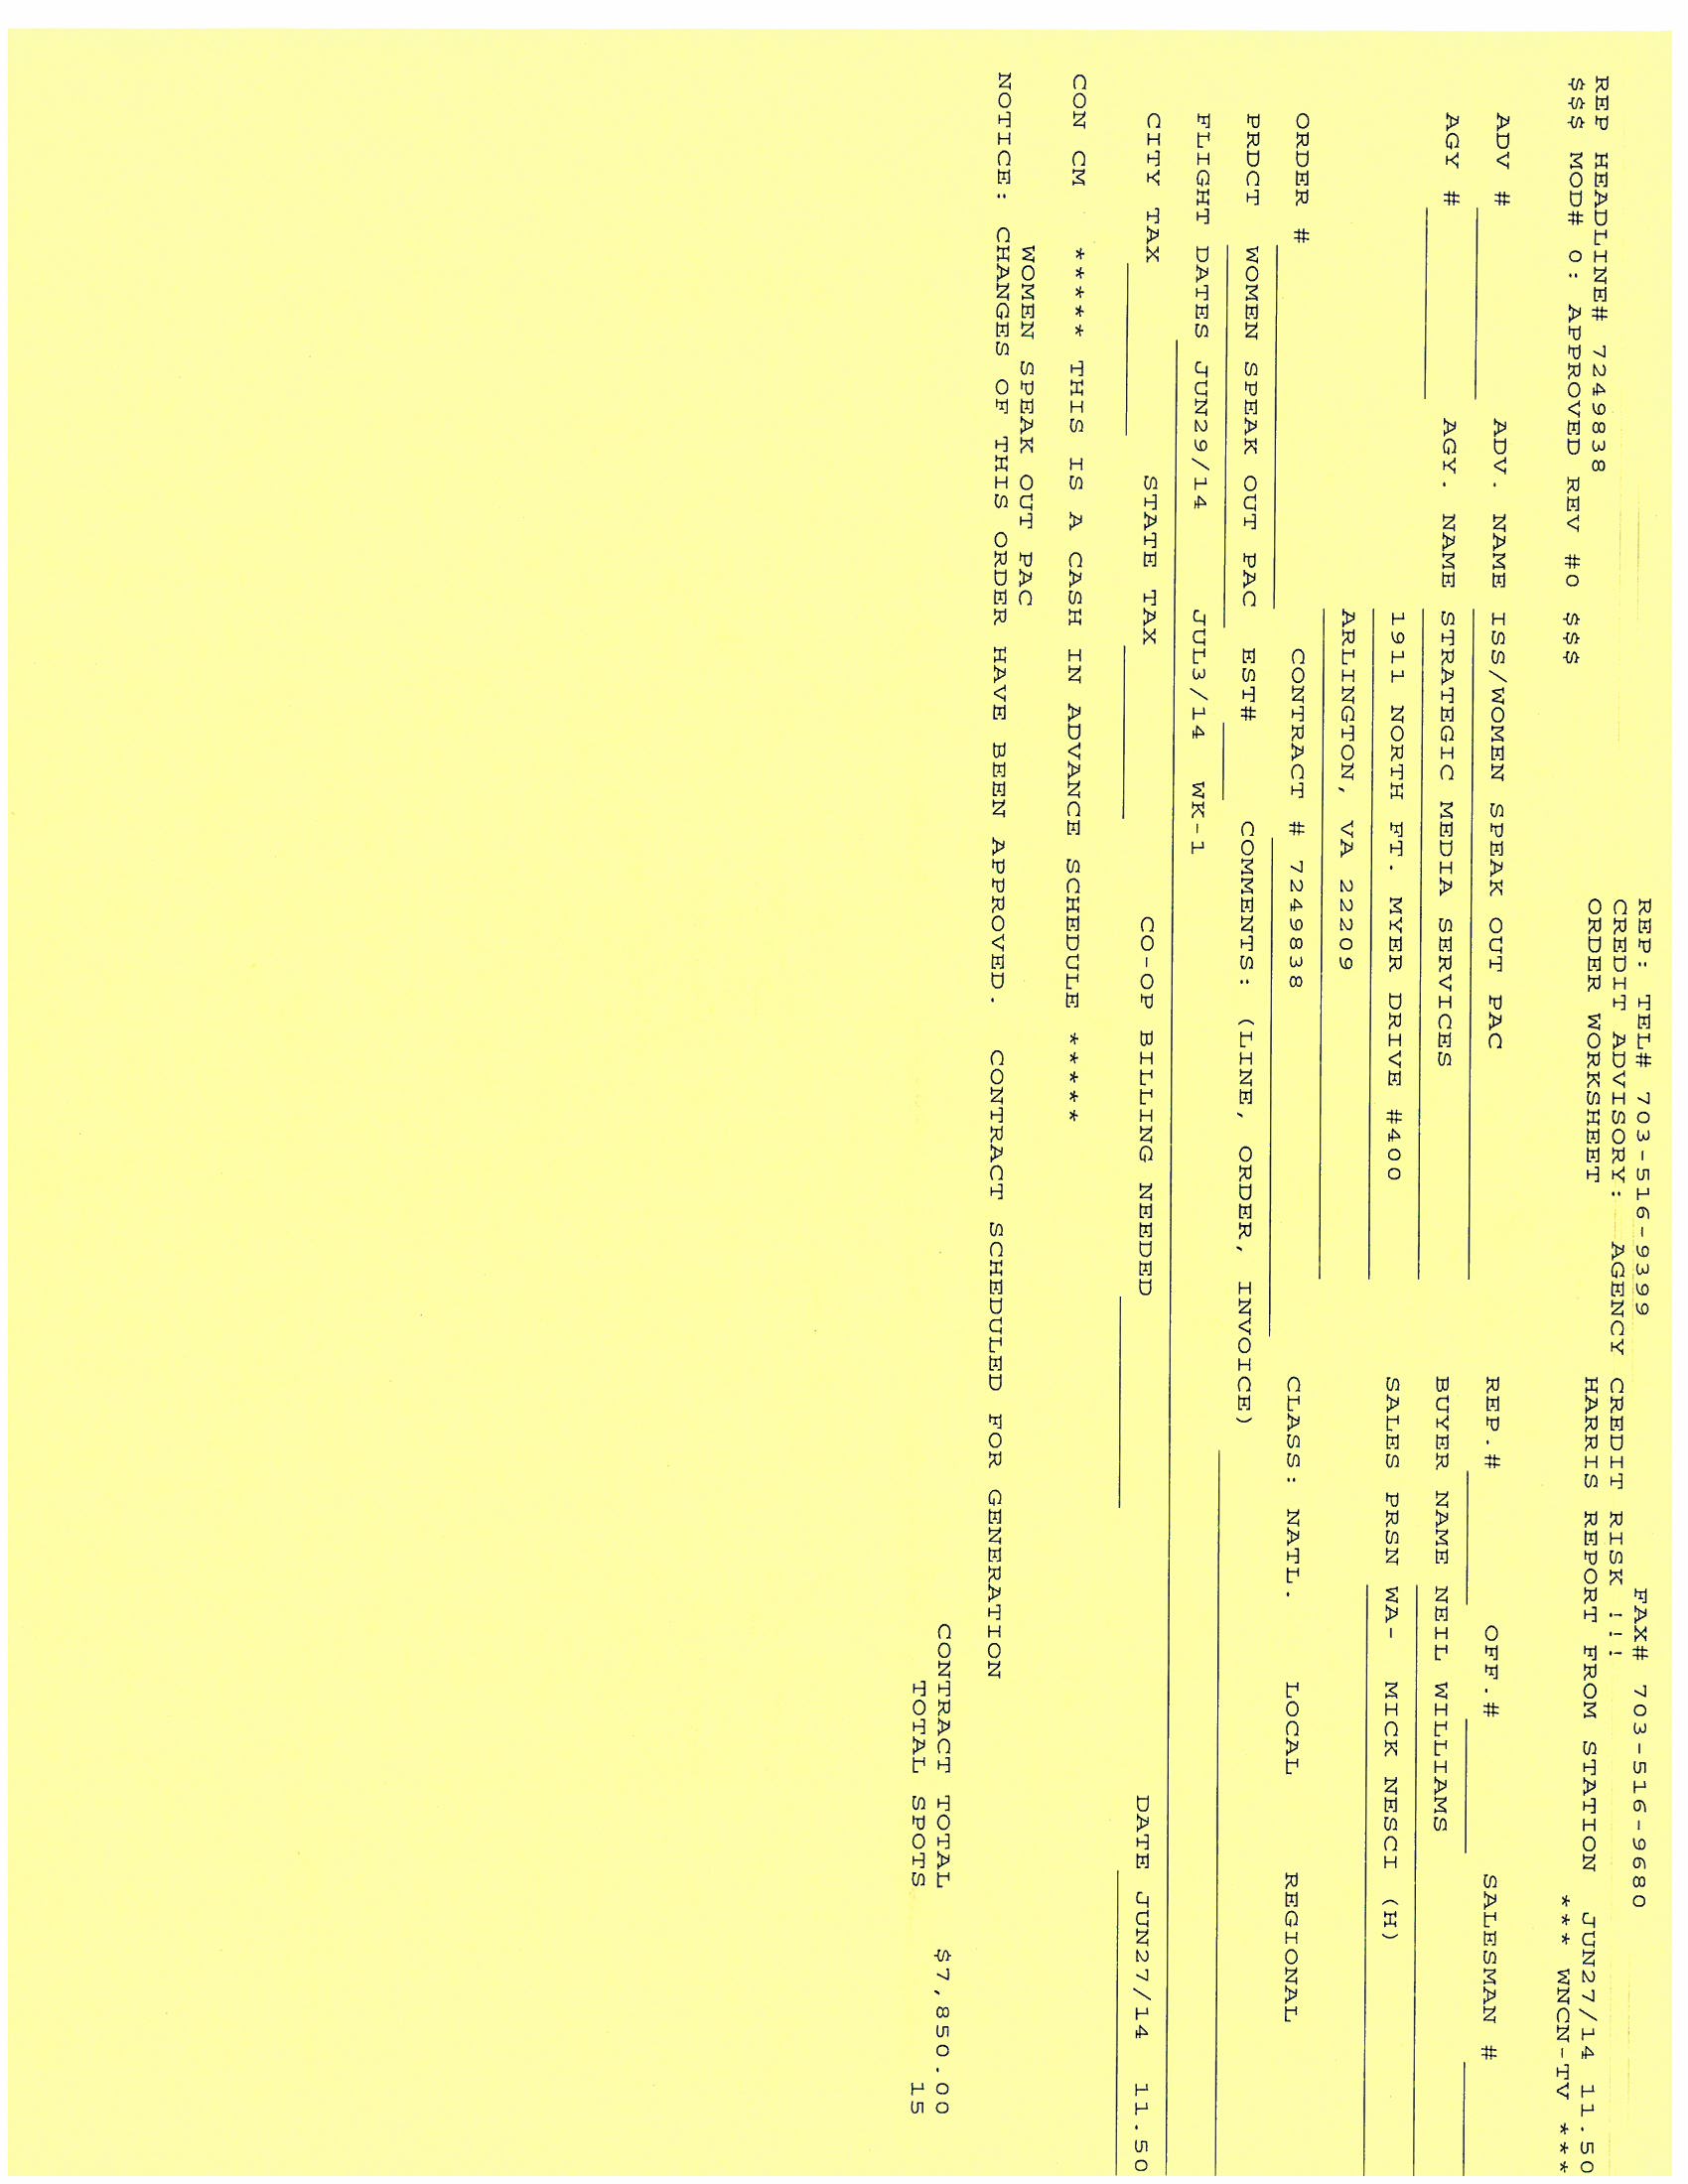 REP: TEL# 703-516-9399 FAX# 703-516-9680
CREDIT ADVISORY: AGENCY CREDIT RISK !!!
REP HEADLINE# 7249838 ORDER WORKSHEET HARRIS REPORT FROM STATION JUN27/14 11.50
$$$ MOD# 0: APPROVED REV #0 $$$ *** WNCN-TV ***
ADV # ADV. NAME ISS/WOMEN SPEAK OUT PAC REP.# OFF.# SALESMAN #
AGY # AGY. NAME STRATEGIC MEDIA SERVICES BUYER NAME NEIL WILLIAMS
1911 NORTH FT. MYER DRIVE #400 SALES PRSN WA- MICK NESCI (H)
ARLINGTON, VA 22209
ORDER # CONTRACT # 7249838 CLASS: NATL. LOCAL REGIONAL
PRDCT WOMEN SPEAK OUT PAC EST# COMMENTS: (LINE, ORDER, INVOICE)
FLIGHT DATES JUN29/14 JUL3/14 WK-1
CITY TAX STATE TAX CO-OP BILLING NEEDED DATE JUN27/14 11.50
CON CM ***** THIS IS A CASH IN ADVANCE SCHEDULE *****
WOMEN SPEAK OUT PAC
NOTICE: CHANGES OF THIS ORDER HAVE BEEN APPROVED. CONTRACT SCHEDULED FOR GENERATION
CONTRACT TOTAL $7,850.00
TOTAL SPOTS 15